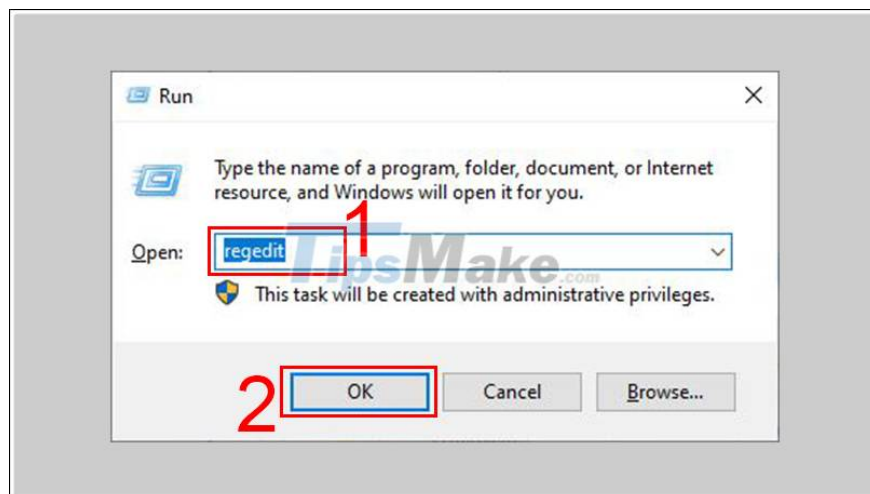 Run
Type the name of a program, folder, document, or Internet
resource, and Windows will open it for you.
1
Open: regedit
TipsMake.com
This task will be created with administrative privileges.
2
OK Cancel Browse...